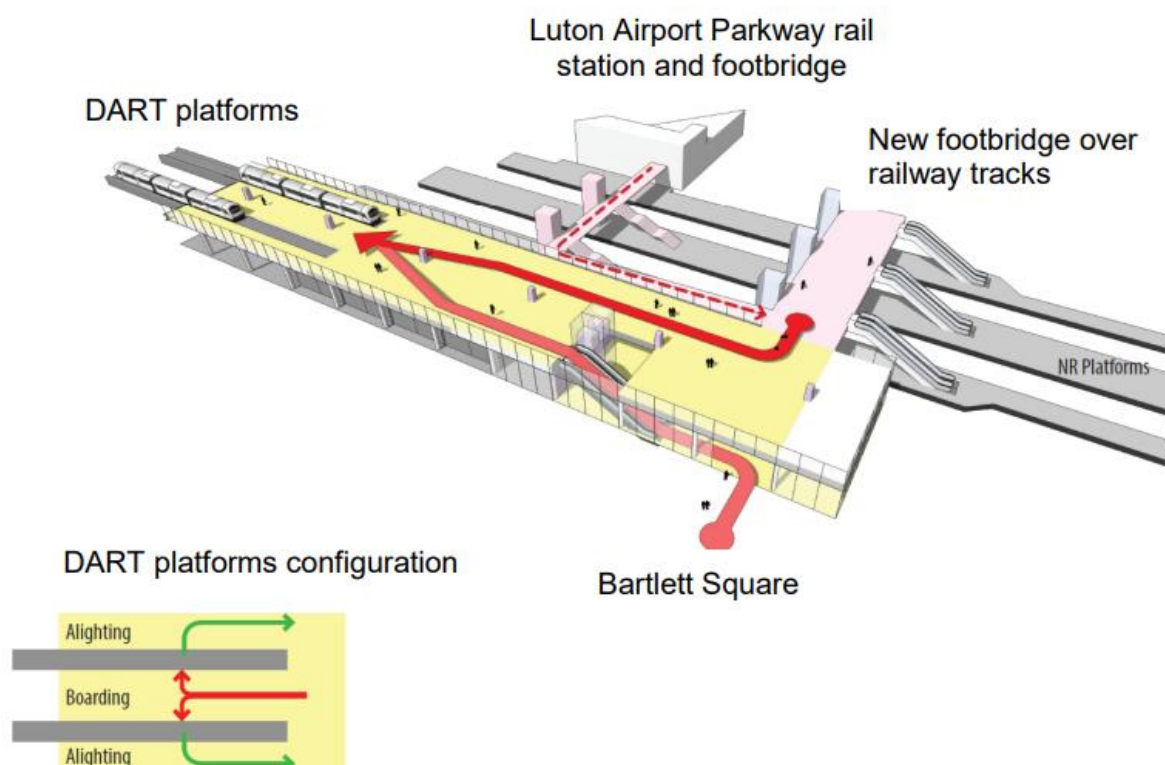 Luton Airport Parkway rail
station and footbridge
DART platforms
New footbridge over
railway tracks
NR Platforms
Bartlett Square
DART platforms configuration
Alighting
Boarding
Alighting